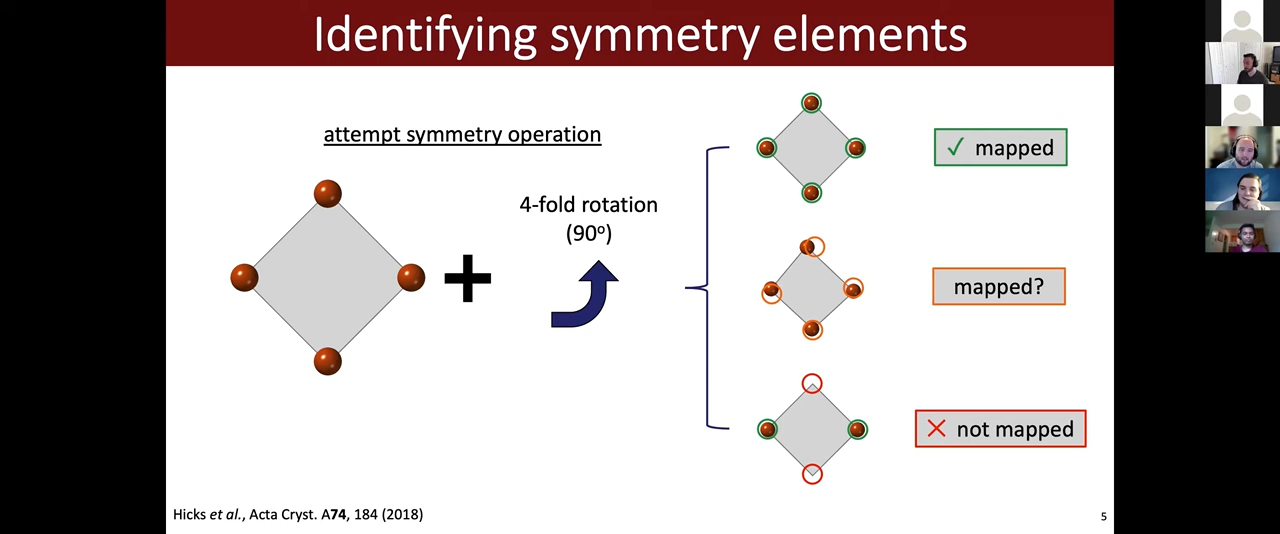 Identifying symmetry elements
attempt symmetry operation
4-fold rotation
(90º)
✓ mapped
mapped?
✕ not mapped
Hicks et al., Acta Cryst. A74, 184 (2018)
5